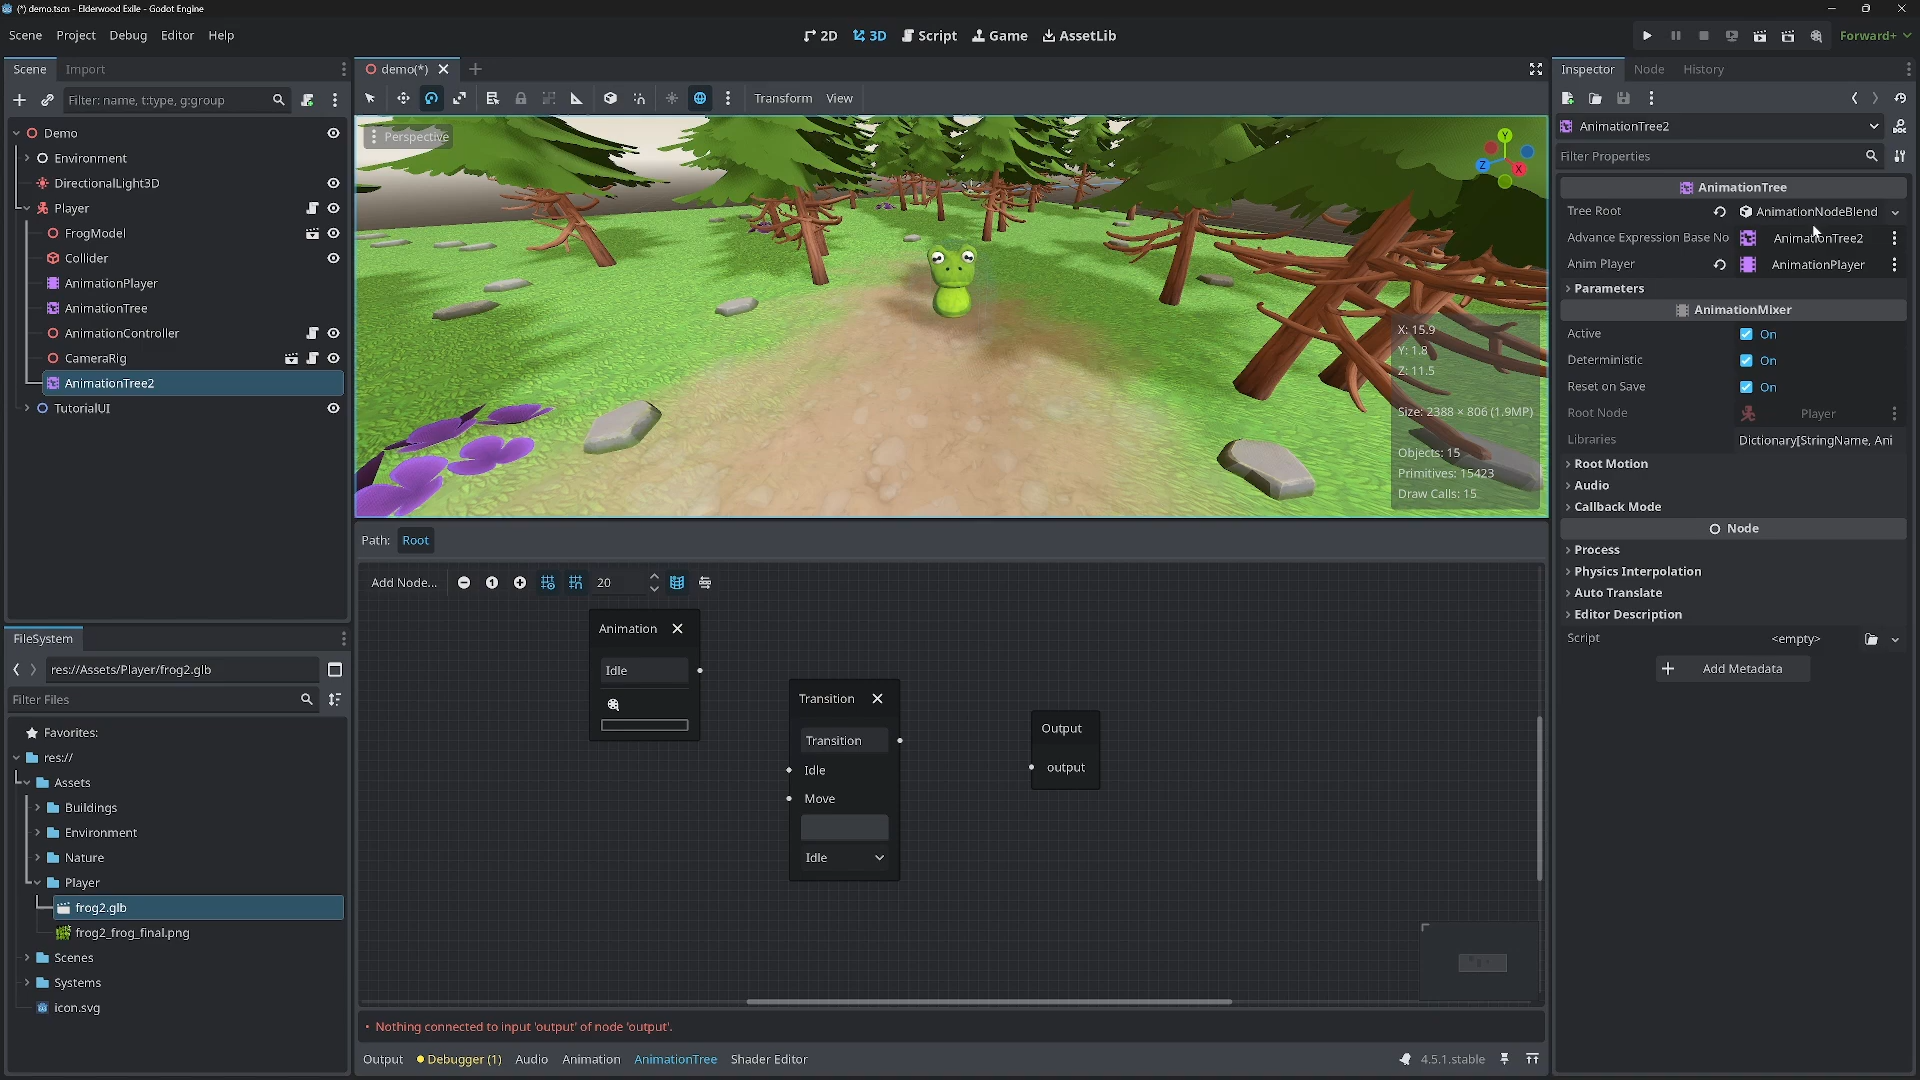 (*) demo.tscn - Elderwood Exile - Godot Engine
Scene Project Debug Editor Help
2D 3D Script Game AssetLib
Forward+
Scene Import
Filter: name, t:type, g:group
Demo
Environment
DirectionalLight3D
Player
FrogModel
Collider
AnimationPlayer
AnimationTree
AnimationController
CameraRig
AnimationTree2
TutorialUI
FileSystem
res://Assets/Player/frog2.glb
Filter Files
Favorites:
res://
Assets
Buildings
Environment
Nature
Player
frog2.glb
frog2_frog_final.png
Scenes
Systems
icon.svg
demo(*)
Transform View
Perspective
Y
Z
X
X: 15.9
Y: 1.8
Z: 11.5
Size: 2388 × 806 (1.9MP)
Objects: 15
Primitives: 15423
Draw Calls: 15
Path: Root
Add Node... 1 20
Animation
Idle
Transition
Transition
Idle
Move
Idle
Output
output
• Nothing connected to input 'output' of node 'output'.
Output Debugger (1) Audio Animation AnimationTree Shader Editor
4.5.1.stable
Inspector Node History
AnimationTree2
Filter Properties
AnimationTree
Tree Root AnimationNodeBlend
Advance Expression Base No AnimationTree2
Anim Player AnimationPlayer
Parameters
AnimationMixer
Active On
Deterministic On
Reset on Save On
Root Node Player
Libraries Dictionary[StringName, Ani
Root Motion
Audio
Callback Mode
Node
Process
Physics Interpolation
Auto Translate
Editor Description
Script <empty>
Add Metadata